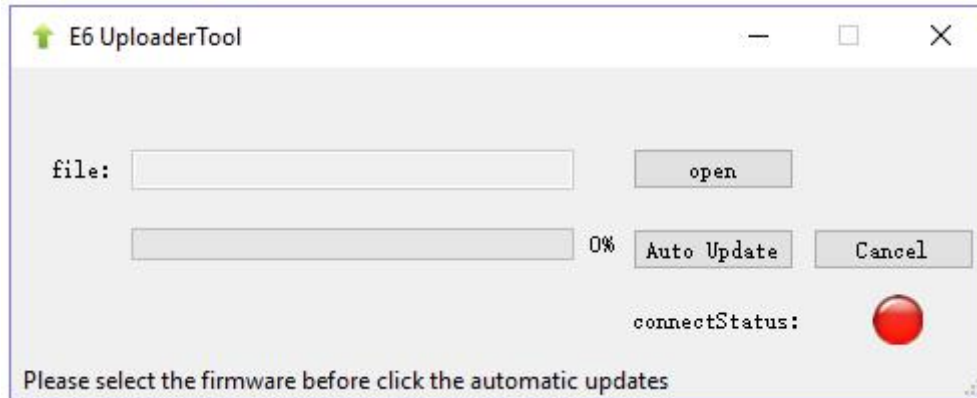 E6 UploaderTool
file:
open
0%
Auto Update
Cancel
connectStatus:
Please select the firmware before click the automatic updates